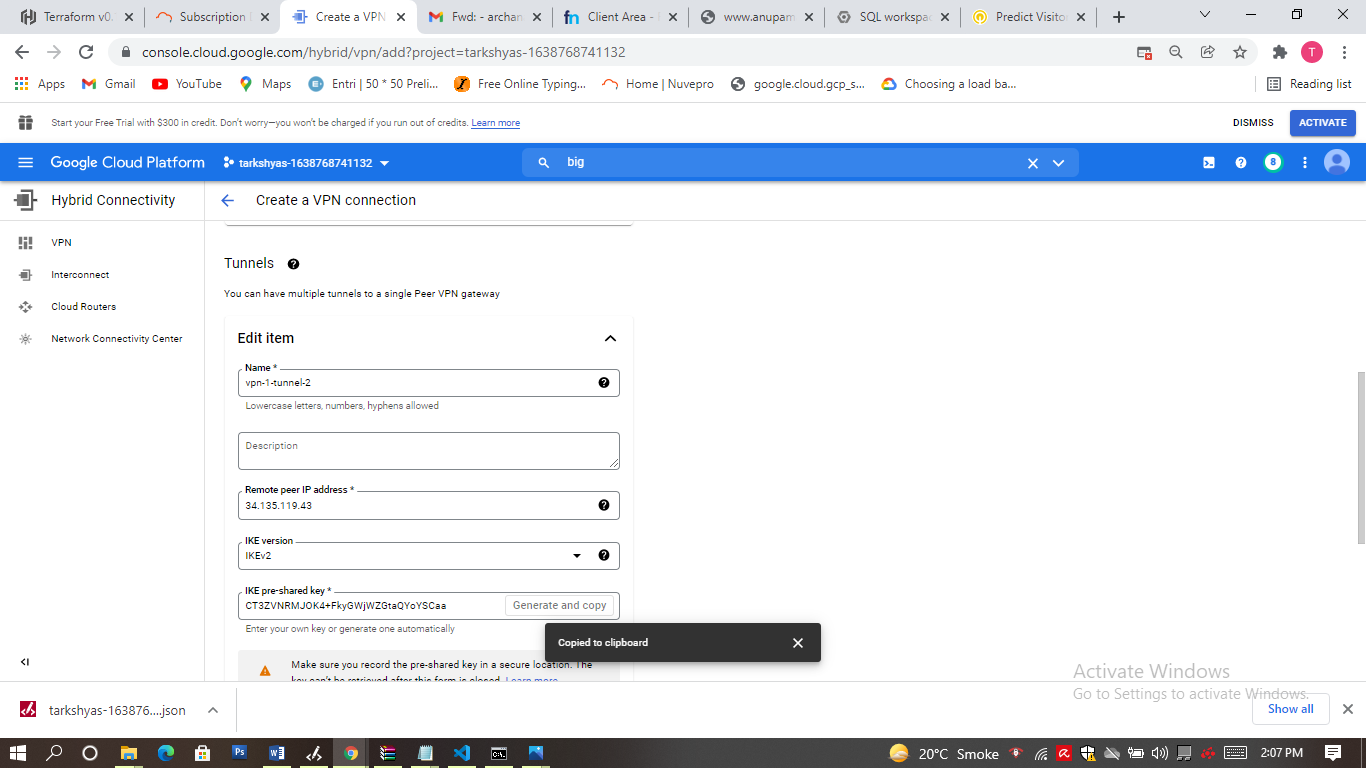 Terraform v0.
Subscription
Create a VPN
Fwd: - archan
Client Area -
www.anupam
SQL workspac
Predict Visito
console.cloud.google.com/hybrid/vpn/add?project=tarkshyas-1638768741132
T
Apps
Gmail
YouTube
Maps
Entri | 50 * 50 Preli...
Free Online Typing...
Home | Nuvepro
google.cloud.gcp_s...
Choosing a load ba...
Reading list
Start your Free Trial with $300 in credit. Don't worry—you won't be charged if you run out of credits. Learn more
DISMISS
ACTIVATE
Google Cloud Platform
tarkshyas-1638768741132
big
8
Hybrid Connectivity
Create a VPN connection
VPN
Interconnect
Cloud Routers
Network Connectivity Center
Tunnels
You can have multiple tunnels to a single Peer VPN gateway
Edit item
Name *
vpn-1-tunnel-2
Lowercase letters, numbers, hyphens allowed
Description
Remote peer IP address *
34.135.119.43
IKE version
IKEv2
IKE pre-shared key *
CT3ZVNRMJOK4+FkyGWjWZGtaQYoYSCaa
Generate and copy
Enter your own key or generate one automatically
Copied to clipboard
Make sure you record the pre-shared key in a secure location. The
key can't be retrieved after this form is closed. Learn more
Activate Windows
Go to Settings to activate Windows.
tarkshyas-163876....json
Show all
20°C Smoke
2:07 PM